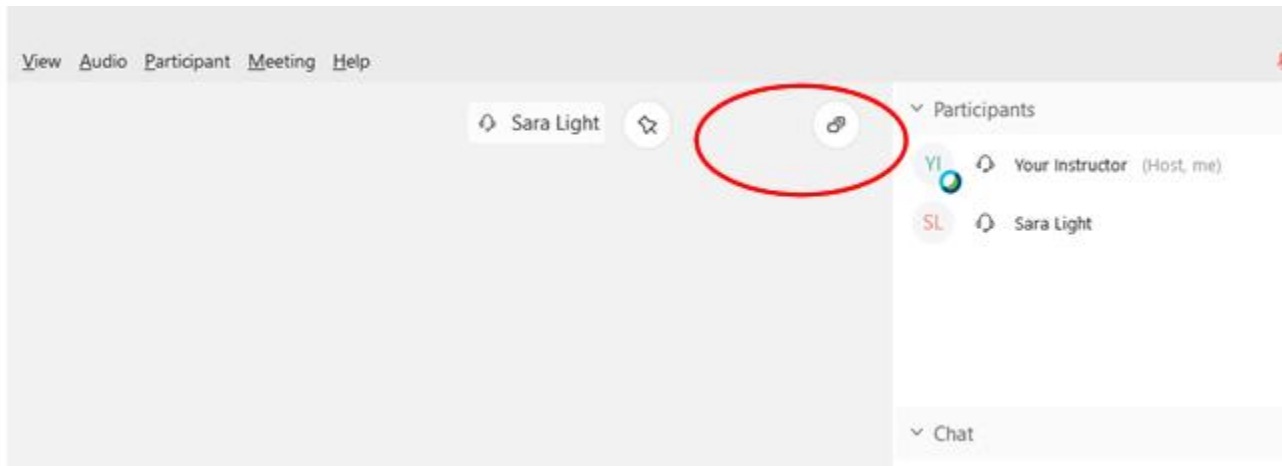 View Audio Participant Meeting Help
Sara Light
Participants
YI Your Instructor (Host, me)
SL Sara Light
Chat